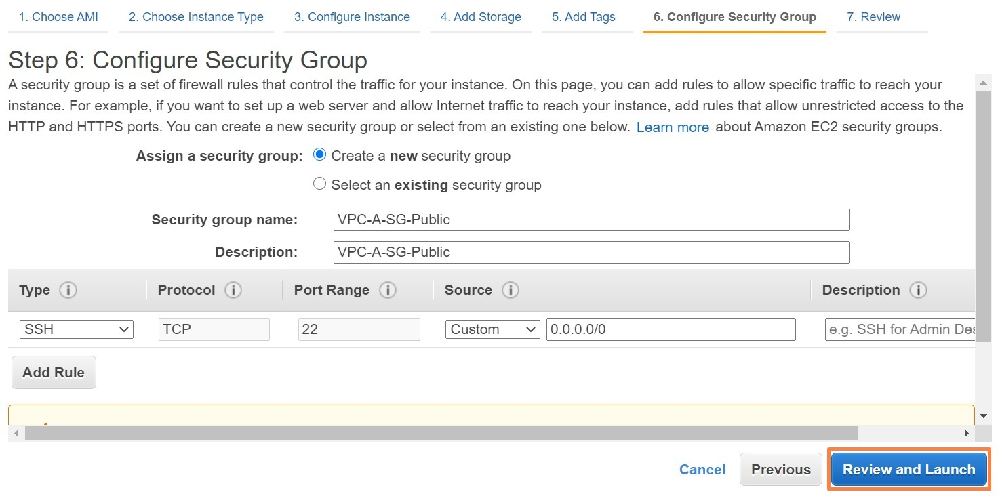 1. Choose AMI 2. Choose Instance Type 3. Configure Instance 4. Add Storage 5. Add Tags 6. Configure Security Group 7. Review
Step 6: Configure Security Group
A security group is a set of firewall rules that control the traffic for your instance. On this page, you can add rules to allow specific traffic to reach your
instance. For example, if you want to set up a web server and allow Internet traffic to reach your instance, add rules that allow unrestricted access to the
HTTP and HTTPS ports. You can create a new security group or select from an existing one below. Learn more about Amazon EC2 security groups.
Assign a security group: Create a new security group
Select an existing security group
Security group name: VPC-A-SG-Public
Description: VPC-A-SG-Public
Type i Protocol i Port Range i Source i Description i
SSH TCP 22 Custom 0.0.0.0/0 e.g. SSH for Admin Des
Add Rule
Cancel Previous Review and Launch